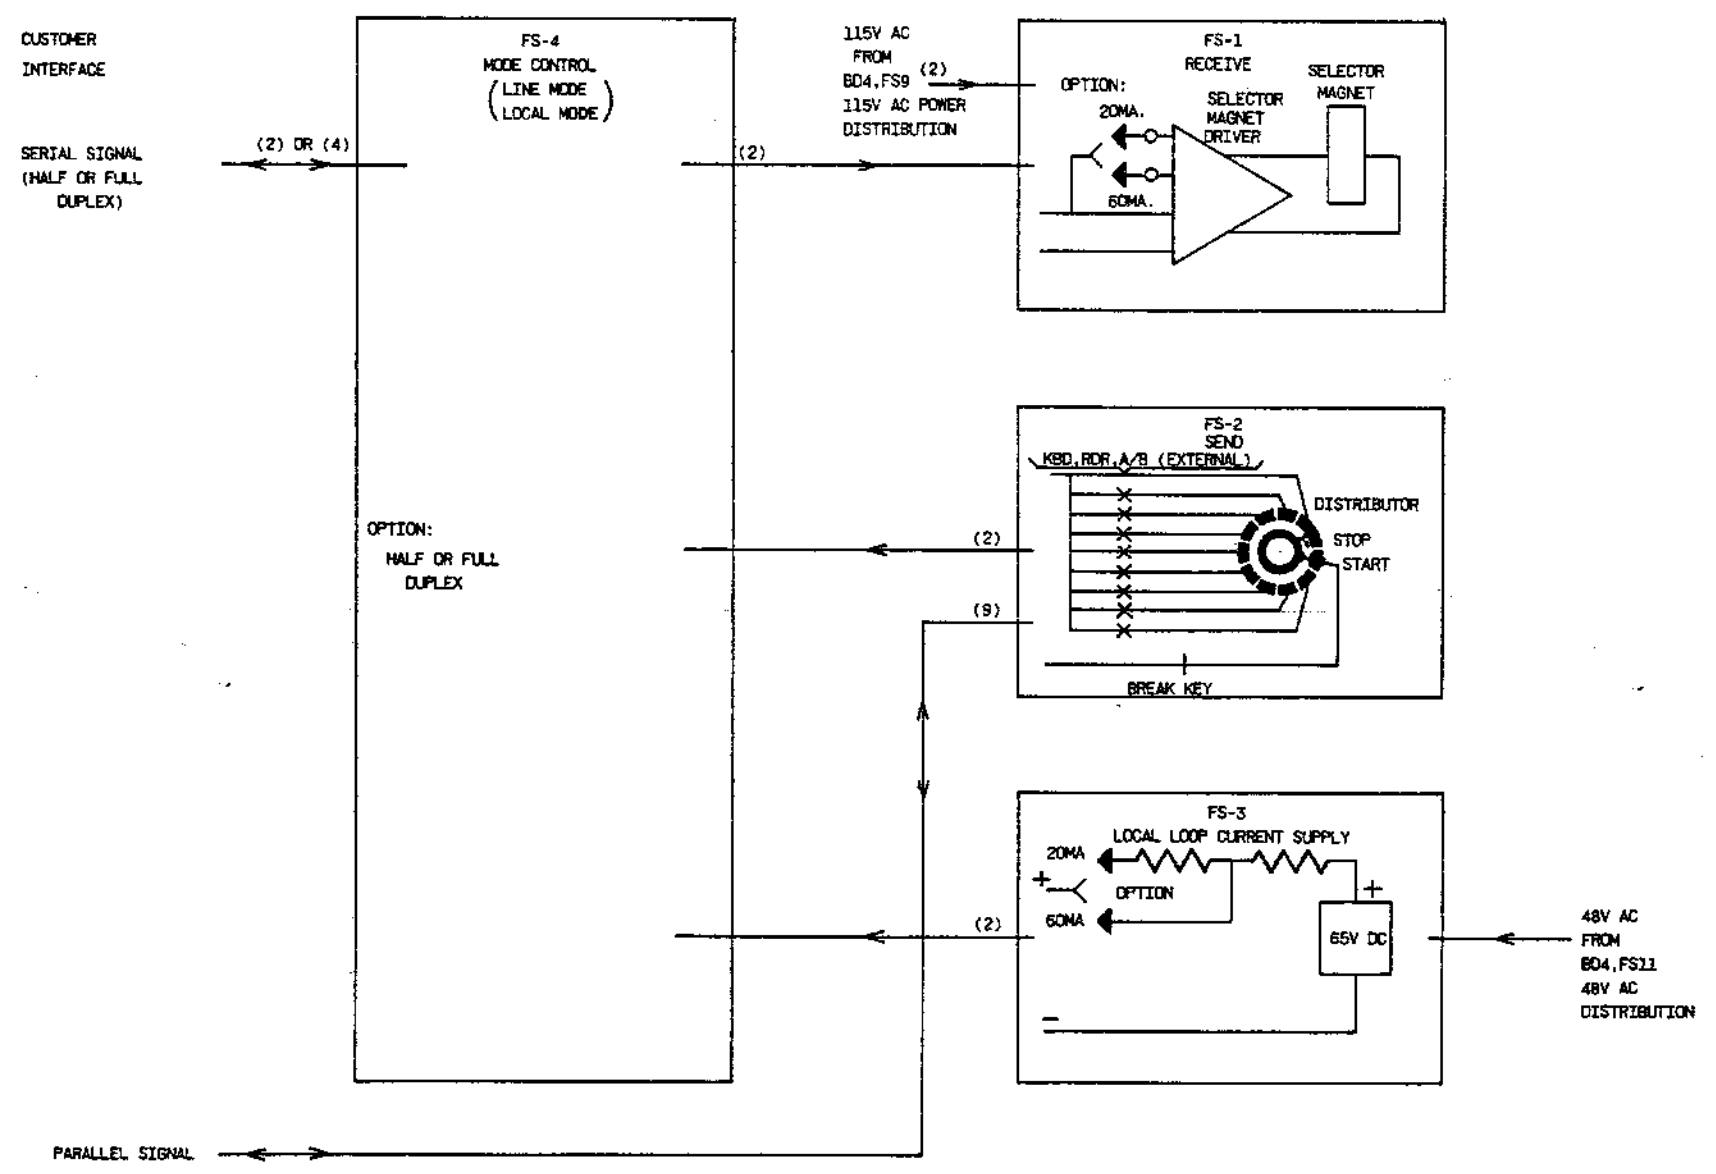 CUSTOMER
INTERFACE
SERIAL SIGNAL
(HALF OR FULL
DUPLEX)
(2) OR (4)
FS-4
MODE CONTROL
(LINE MODE
LOCAL MODE)
OPTION:
HALF OR FULL
DUPLEX
(2)
115V AC
FROM
BD4,FS9
115V AC POWER
DISTRIBUTION
(2)
FS-1
RECEIVE
OPTION:
20MA.
60MA.
SELECTOR
MAGNET
DRIVER
SELECTOR
MAGNET
FS-2
SEND
KBD,RDR,A/B (EXTERNAL)
DISTRIBUTOR
STOP
START
BREAK KEY
(2)
(9)
FS-3
LOCAL LOOP CURRENT SUPPLY
20MA
+
OPTION
60MA
+
65V DC
-
(2)
48V AC
FROM
BD4,FS11
48V AC
DISTRIBUTION
PARALLEL SIGNAL